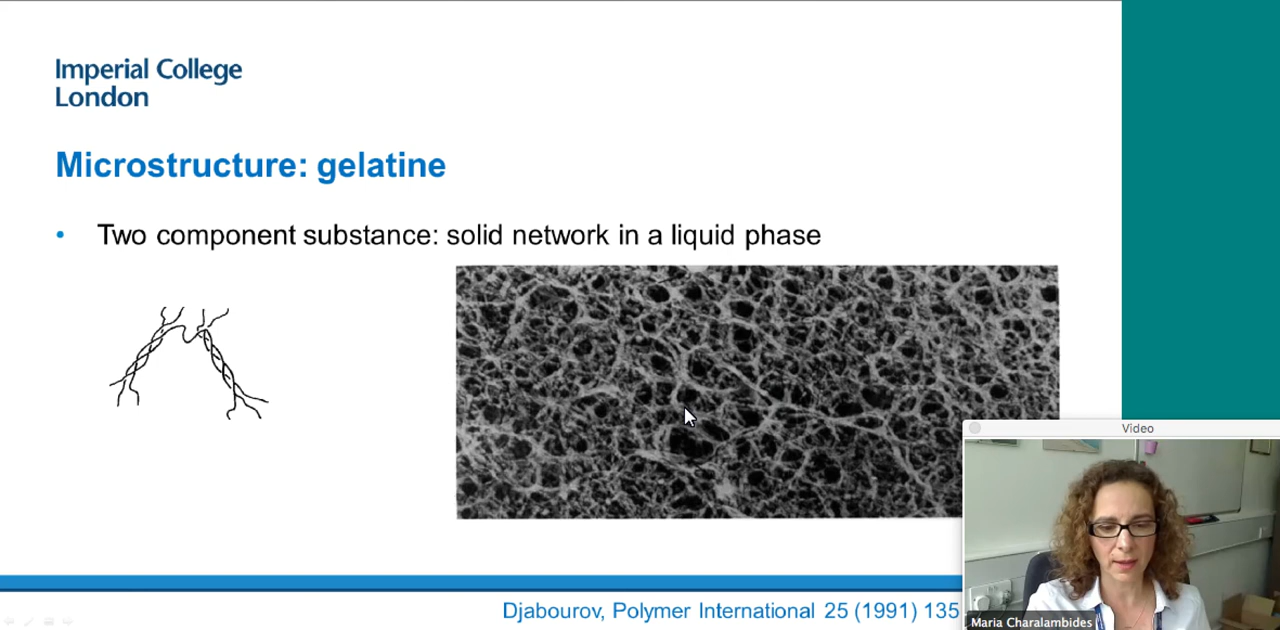 Imperial College
London
Microstructure: gelatine
• Two component substance: solid network in a liquid phase
Djabourov, Polymer International 25 (1991) 135
Video
Maria Charalambides